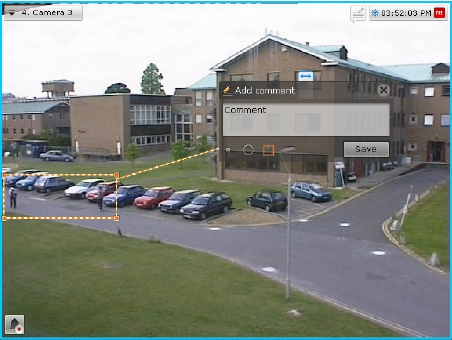 4. Camera 3
03:52:03 PM
Add comment
Comment
Save